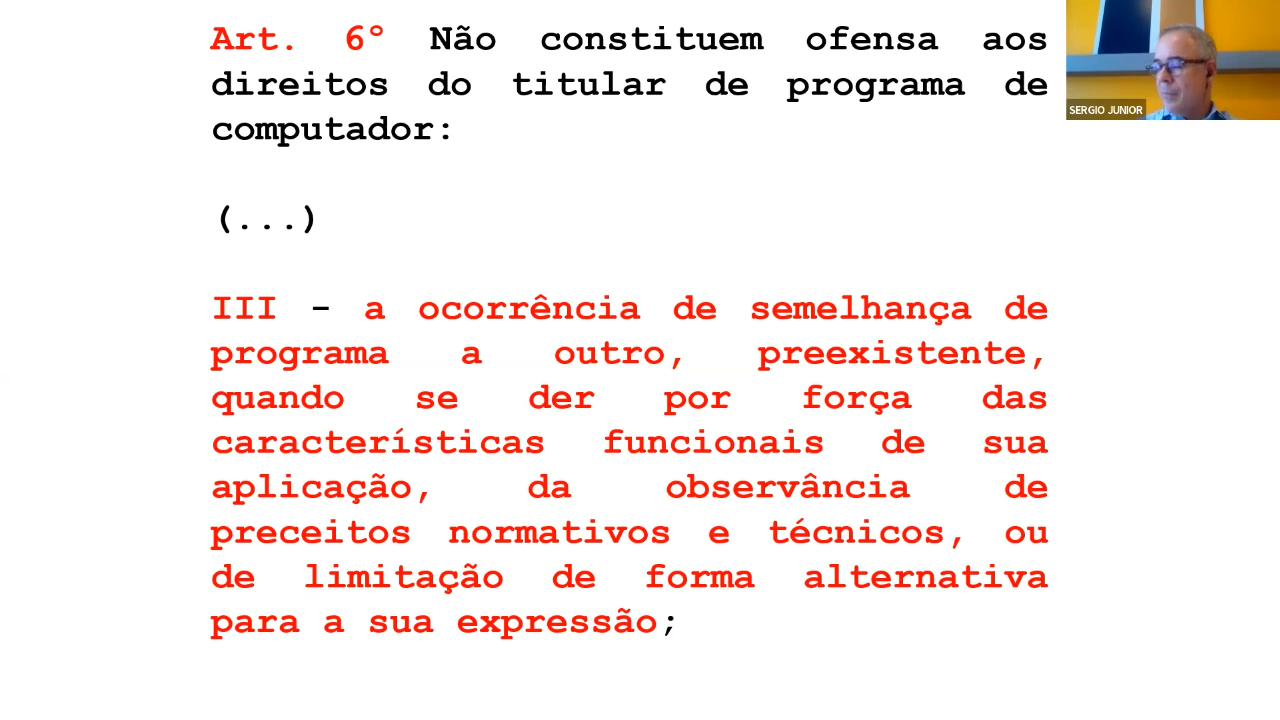 Art. 6º Não constituem ofensa aos
direitos do titular de programa de
computador:
(...)
III - a ocorrência de semelhança de
programa a outro, preexistente,
quando se der por força das
características funcionais de sua
aplicação, da observância de
preceitos normativos e técnicos, ou
de limitação de forma alternativa
para a sua expressão;
SERGIO JUNIOR